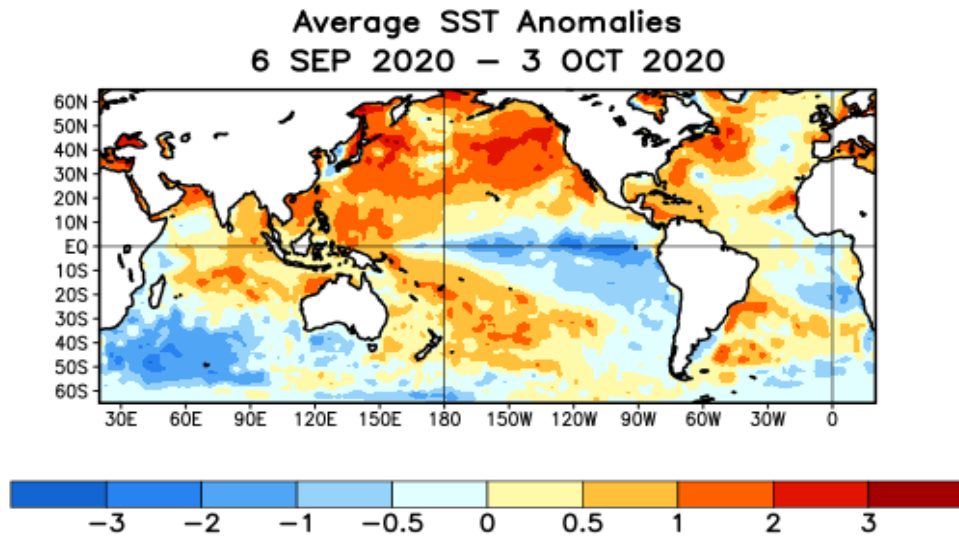 Average SST Anomalies
6 SEP 2020 – 3 OCT 2020
60N
50N
40N
30N
20N
10N
EQ
10S
20S
30S
40S
50S
60S
30E 60E 90E 120E 150E 180 150W 120W 90W 60W 30W 0
−3 −2 −1 −0.5 0 0.5 1 2 3